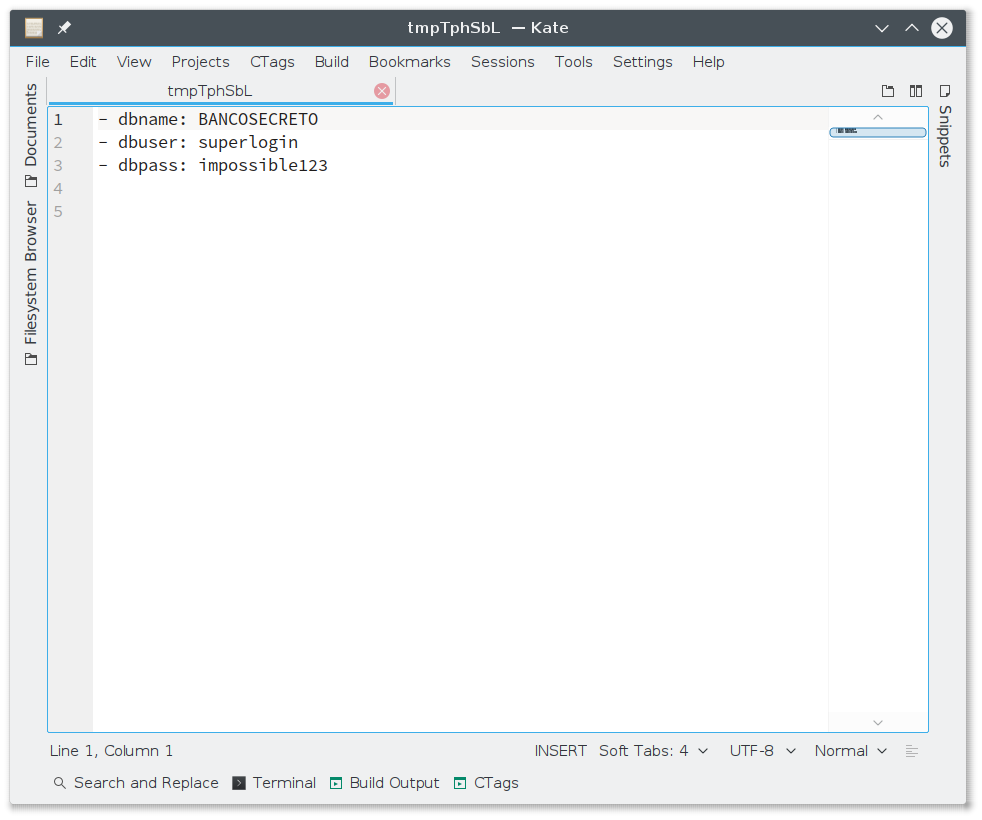 tmpTphSbL — Kate
File Edit View Projects CTags Build Bookmarks Sessions Tools Settings Help
tmpTphSbL
Documents
Filesystem Browser
Snippets
1 - dbname: BANCOSECRETO
2 - dbuser: superlogin
3 - dbpass: impossible123
4
5
Line 1, Column 1 INSERT Soft Tabs: 4 UTF-8 Normal
Search and Replace Terminal Build Output CTags